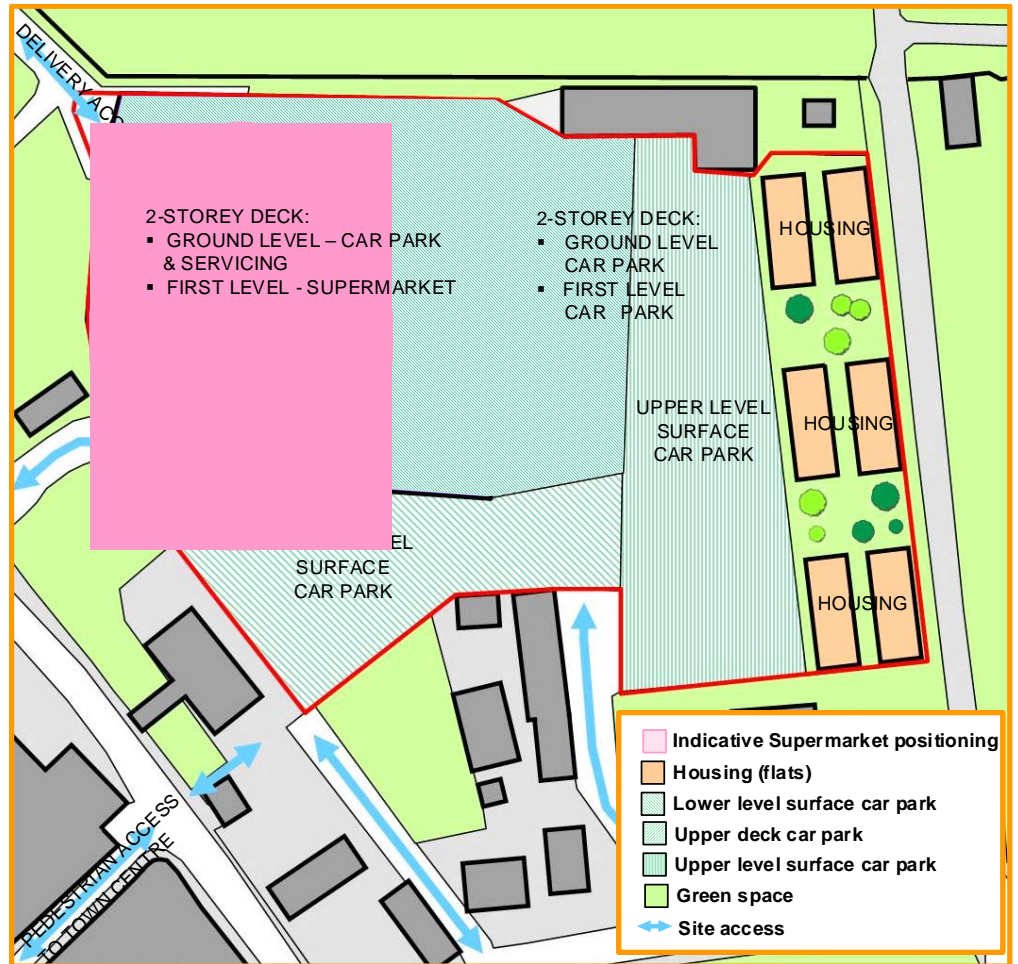 DELIVERY ACC
2-STOREY DECK:
▪ GROUND LEVEL – CAR PARK
& SERVICING
▪ FIRST LEVEL - SUPERMARKET
2-STOREY DECK:
▪ GROUND LEVEL
CAR PARK
▪ FIRST LEVEL
CAR PARK
HOUSING
UPPER LEVEL
SURFACE
CAR PARK
HOUSING
EL
SURFACE
CAR PARK
HOUSING
PEDESTRIAN ACCESS
TO TOWN CENTRE
Indicative Supermarket positioning
Housing (flats)
Lower level surface car park
Upper deck car park
Upper level surface car park
Green space
Site access